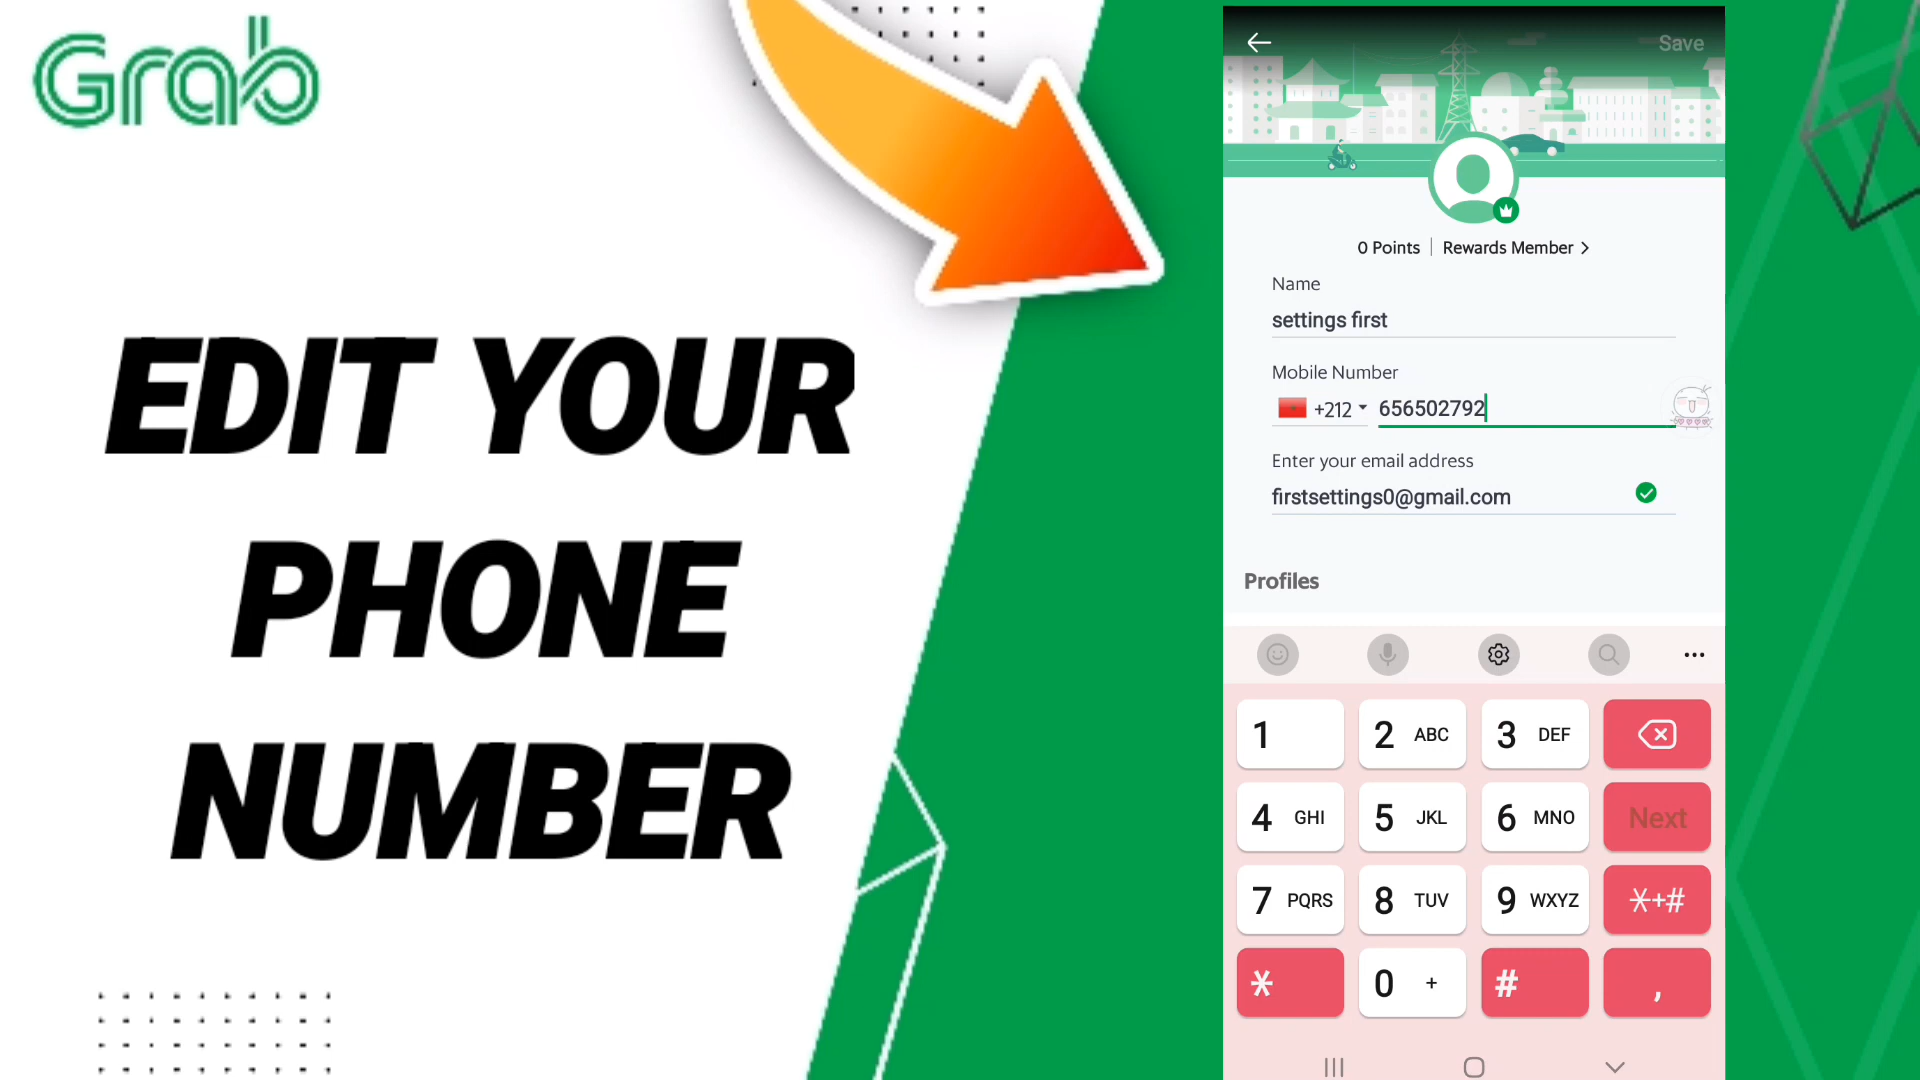 Grab
EDIT YOUR
PHONE
NUMBER
Save
0 Points | Rewards Member >
Name
settings first
Mobile Number
+212 656502792
Enter your email address
firstsettings0@gmail.com
Profiles
1 2 ABC 3 DEF
4 GHI 5 JKL 6 MNO Next
7 PQRS 8 TUV 9 WXYZ *+#
* 0 + # ,